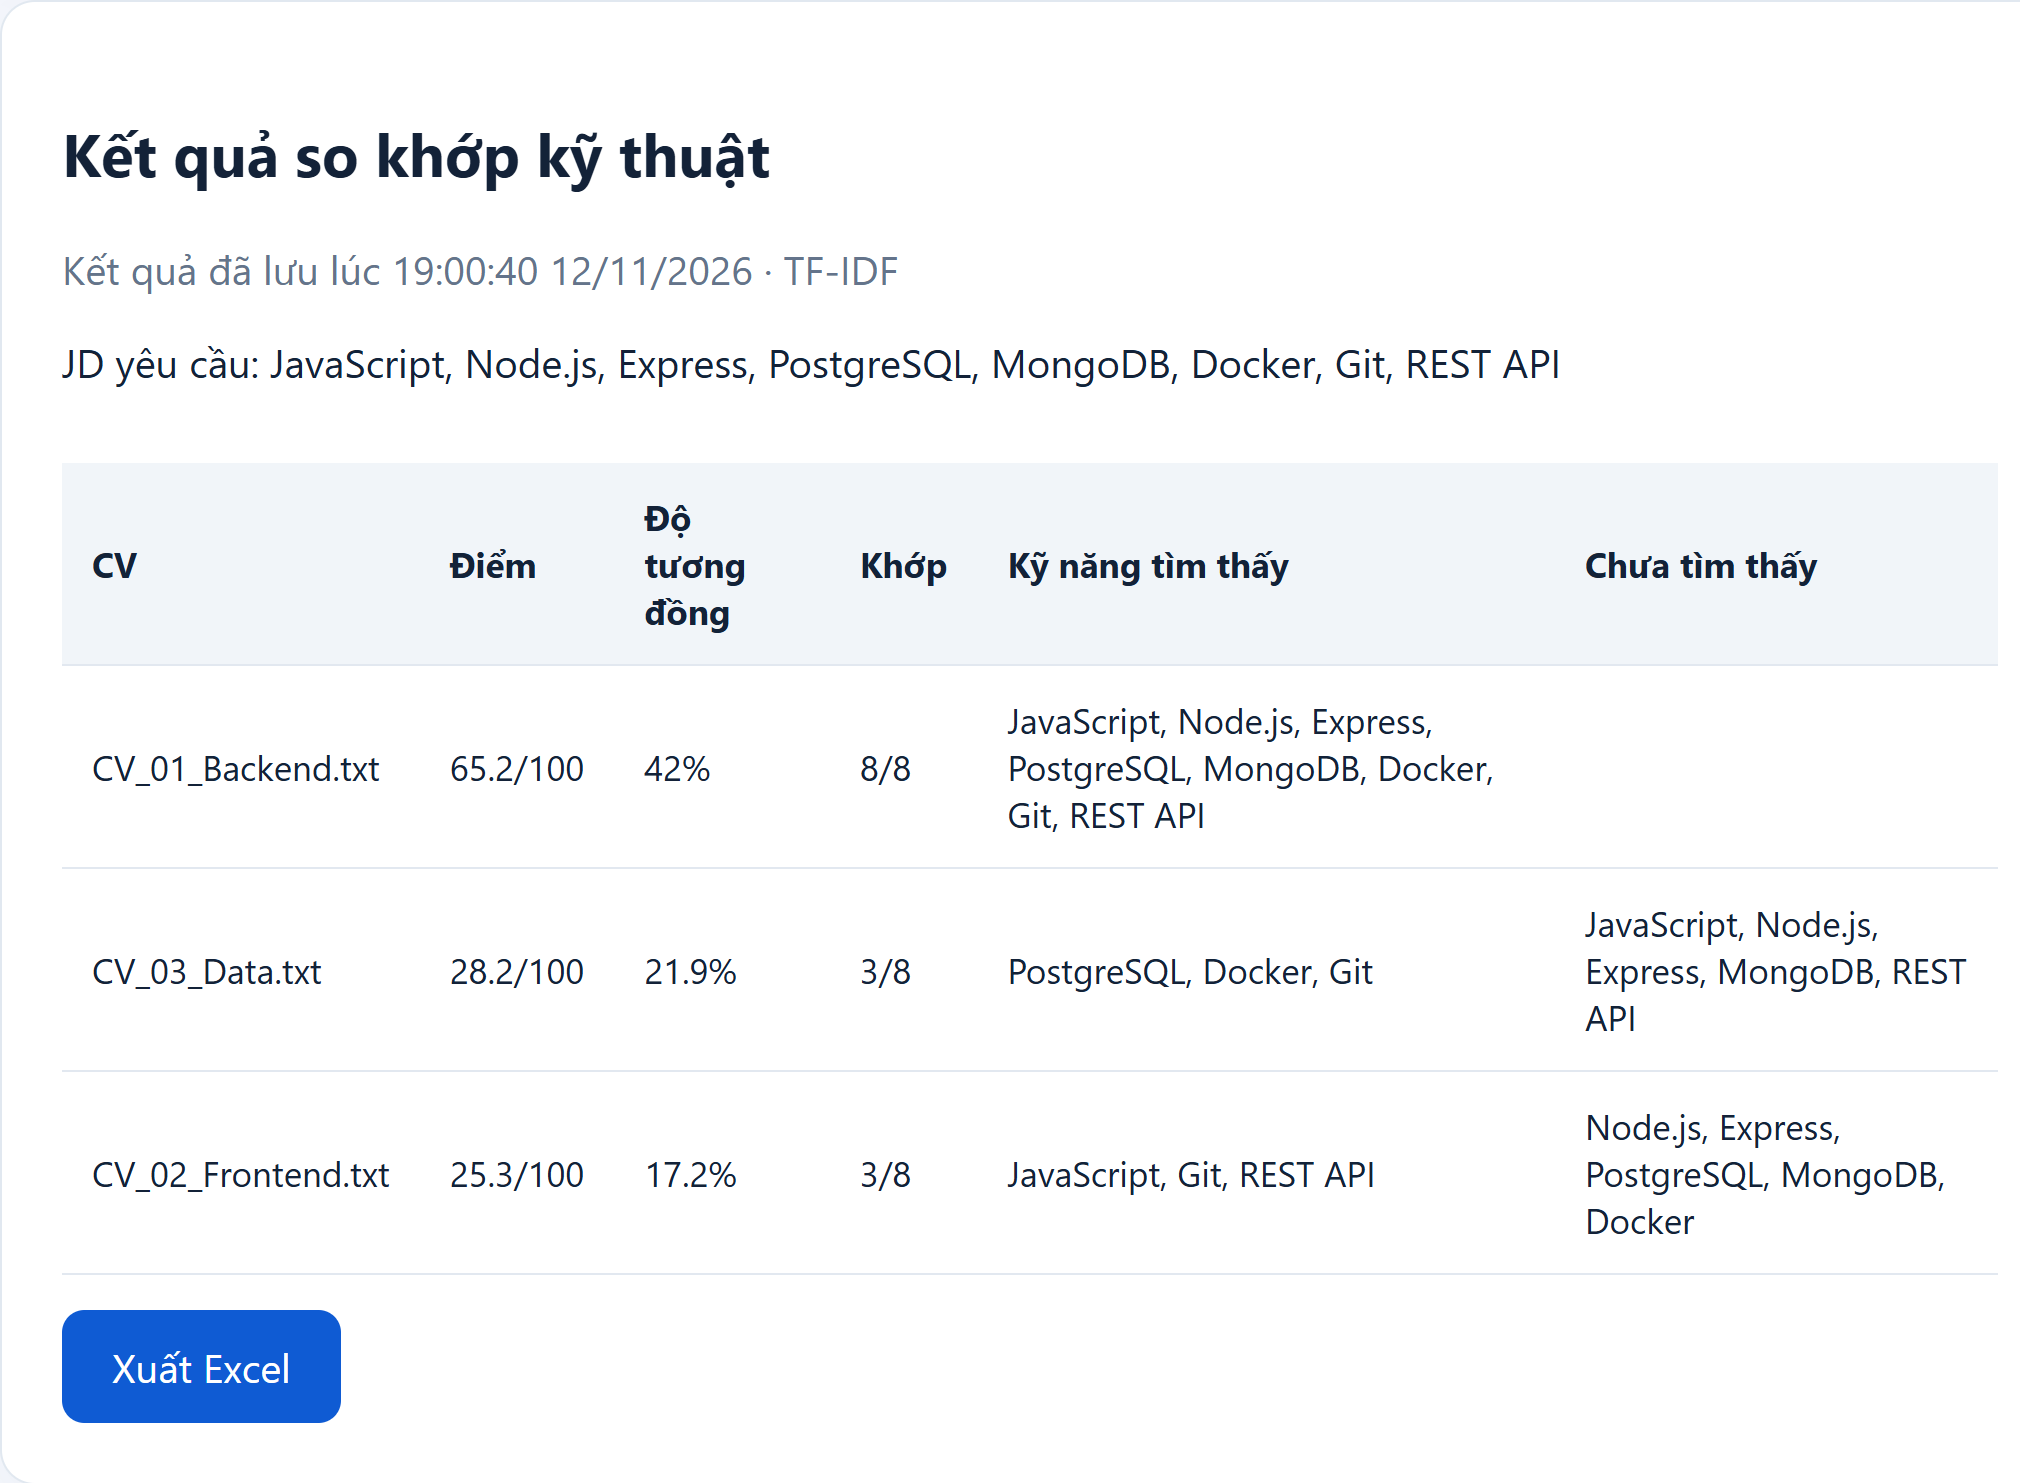 Kết quả so khớp kỹ thuật
Kết quả đã lưu lúc 19:00:40 12/11/2026 · TF-IDF
JD yêu cầu: JavaScript, Node.js, Express, PostgreSQL, MongoDB, Docker, Git, REST API
CV
Điểm
Độ
tương
đồng
Khớp
Kỹ năng tìm thấy
Chưa tìm thấy
CV_01_Backend.txt
65.2/100
42%
8/8
JavaScript, Node.js, Express,
PostgreSQL, MongoDB, Docker,
Git, REST API
CV_03_Data.txt
28.2/100
21.9%
3/8
PostgreSQL, Docker, Git
JavaScript, Node.js,
Express, MongoDB, REST
API
CV_02_Frontend.txt
25.3/100
17.2%
3/8
JavaScript, Git, REST API
Node.js, Express,
PostgreSQL, MongoDB,
Docker
Xuất Excel